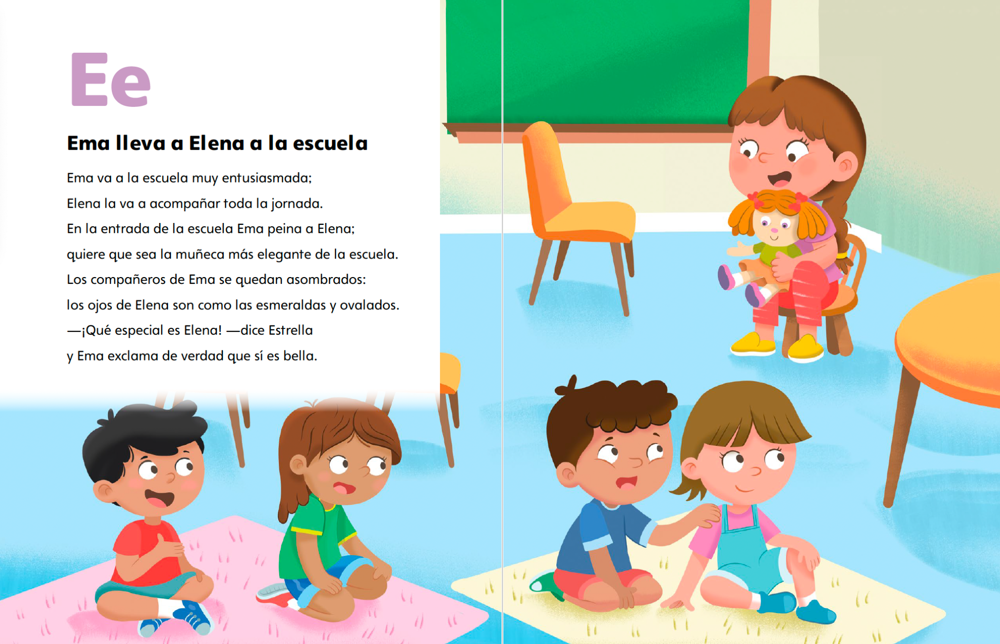 Ee
Ema lleva a Elena a la escuela
Ema va a la escuela muy entusiasmada;
Elena la va a acompañar toda la jornada.
En la entrada de la escuela Ema peina a Elena;
quiere que sea la muñeca más elegante de la escuela.
Los compañeros de Ema se quedan asombrados:
los ojos de Elena son como las esmeraldas y ovalados.
—¡Qué especial es Elena! —dice Estrella
y Ema exclama de verdad que sí es bella.